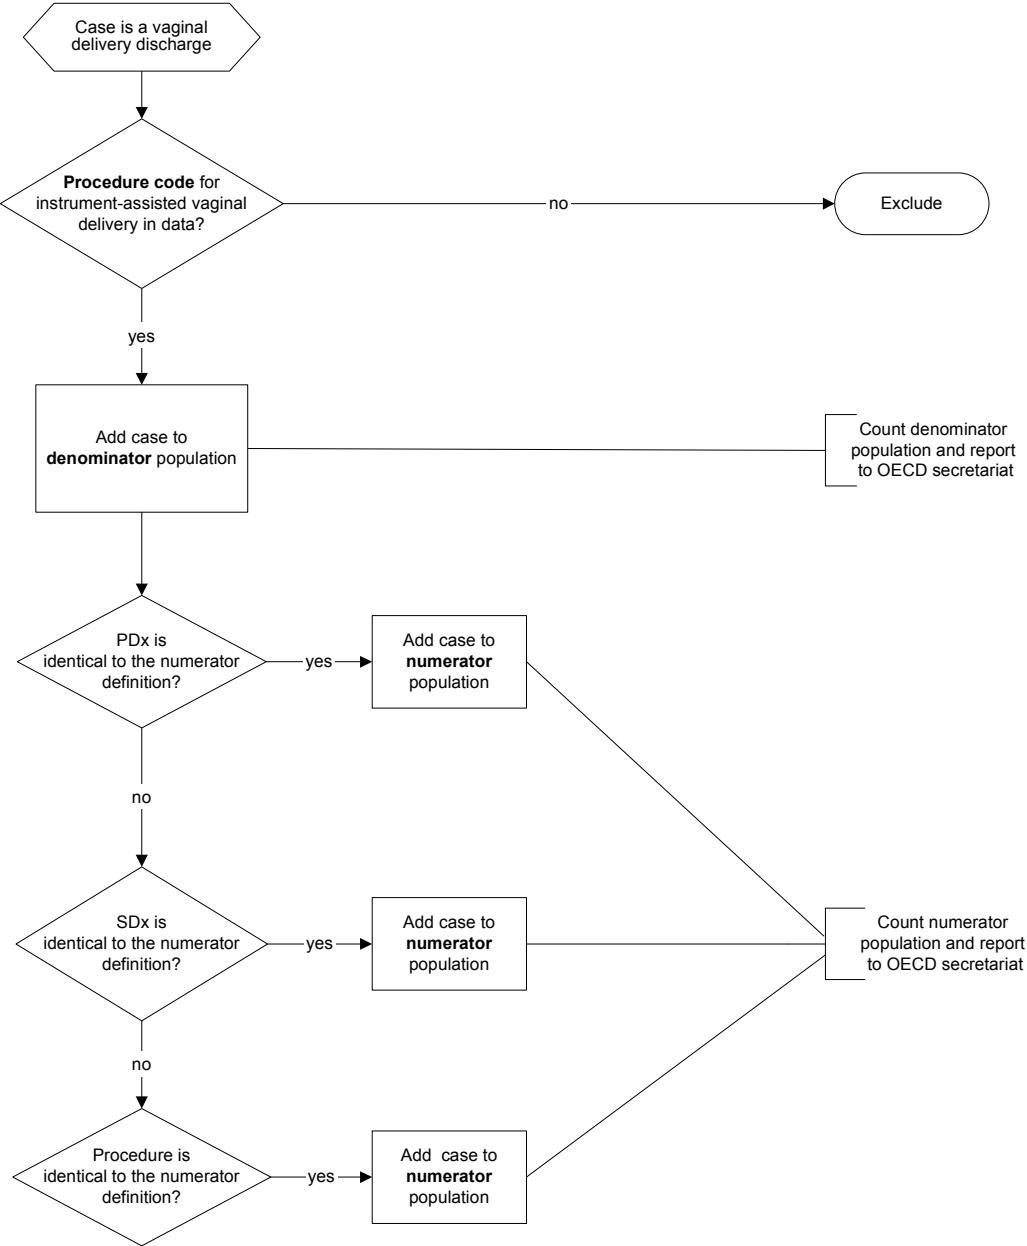 Case is a vaginal
delivery discharge
Procedure code for
instrument-assisted vaginal
delivery in data?
no
Exclude
yes
Add case to
denominator population
Count denominator
population and report
to OECD secretariat
PDx is
identical to the numerator
definition?
yes
Add case to
numerator
population
no
SDx is
identical to the numerator
definition?
yes
Add case to
numerator
population
Count numerator
population and report
to OECD secretariat
no
Procedure is
identical to the numerator
definition?
yes
Add case to
numerator
population